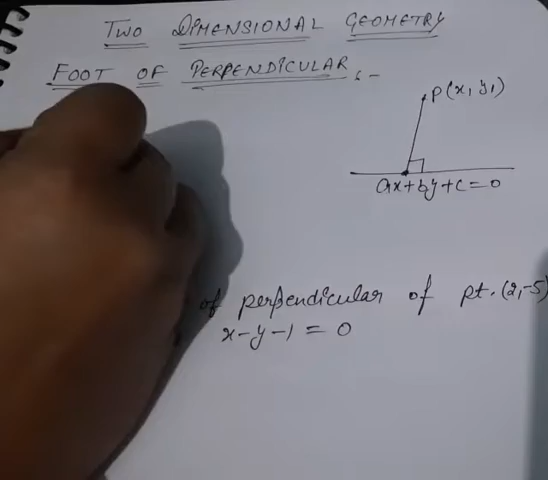 TWO DIMENSIONAL GEOMETRY
FOOT OF PERPENDICULAR :-
P(x, y1)
ax+by+c=0
of perpendicular of pt. (2,-5)
x-y-1=0